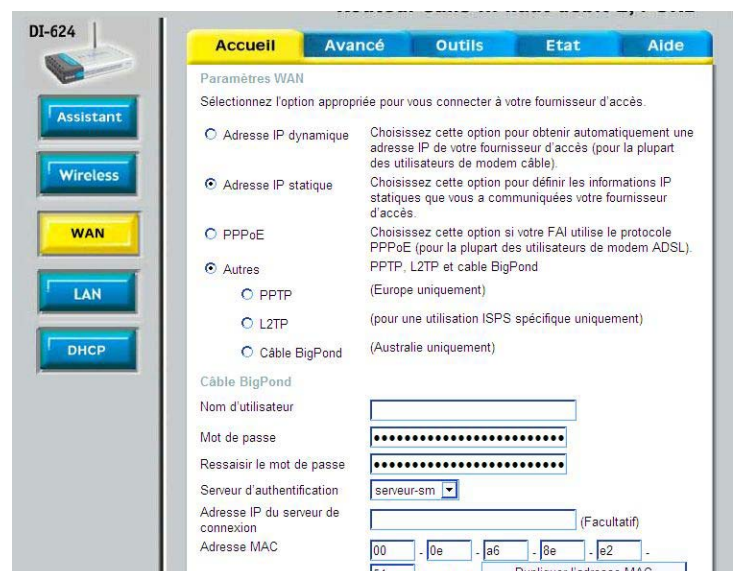 DI-624
Accueil Avancé Outils Etat Aide
Assistant
Wireless
WAN
LAN
DHCP
Paramètres WAN
Sélectionnez l'option appropriée pour vous connecter à votre fournisseur d'accès.
Adresse IP dynamique
Choisissez cette option pour obtenir automatiquement une
adresse IP de votre fournisseur d'accès (pour la plupart
des utilisateurs de modem câble).
Adresse IP statique
Choisissez cette option pour définir les informations IP
statiques que vous a communiquées votre fournisseur
d'accès.
PPPoE
Choisissez cette option si votre FAI utilise le protocole
PPPoE (pour la plupart des utilisateurs de modem ADSL).
Autres
PPTP, L2TP et cable BigPond
PPTP
(Europe uniquement)
L2TP
(pour une utilisation ISPS spécifique uniquement)
Câble BigPond
(Australie uniquement)
Câble BigPond
Nom d'utilisateur
Mot de passe
Ressaisir le mot de passe
Serveur d'authentification
serveur-sm
Adresse IP du serveur de
connexion
(Facultatif)
Adresse MAC
00 - 0e - a6 - 8e - e2 -